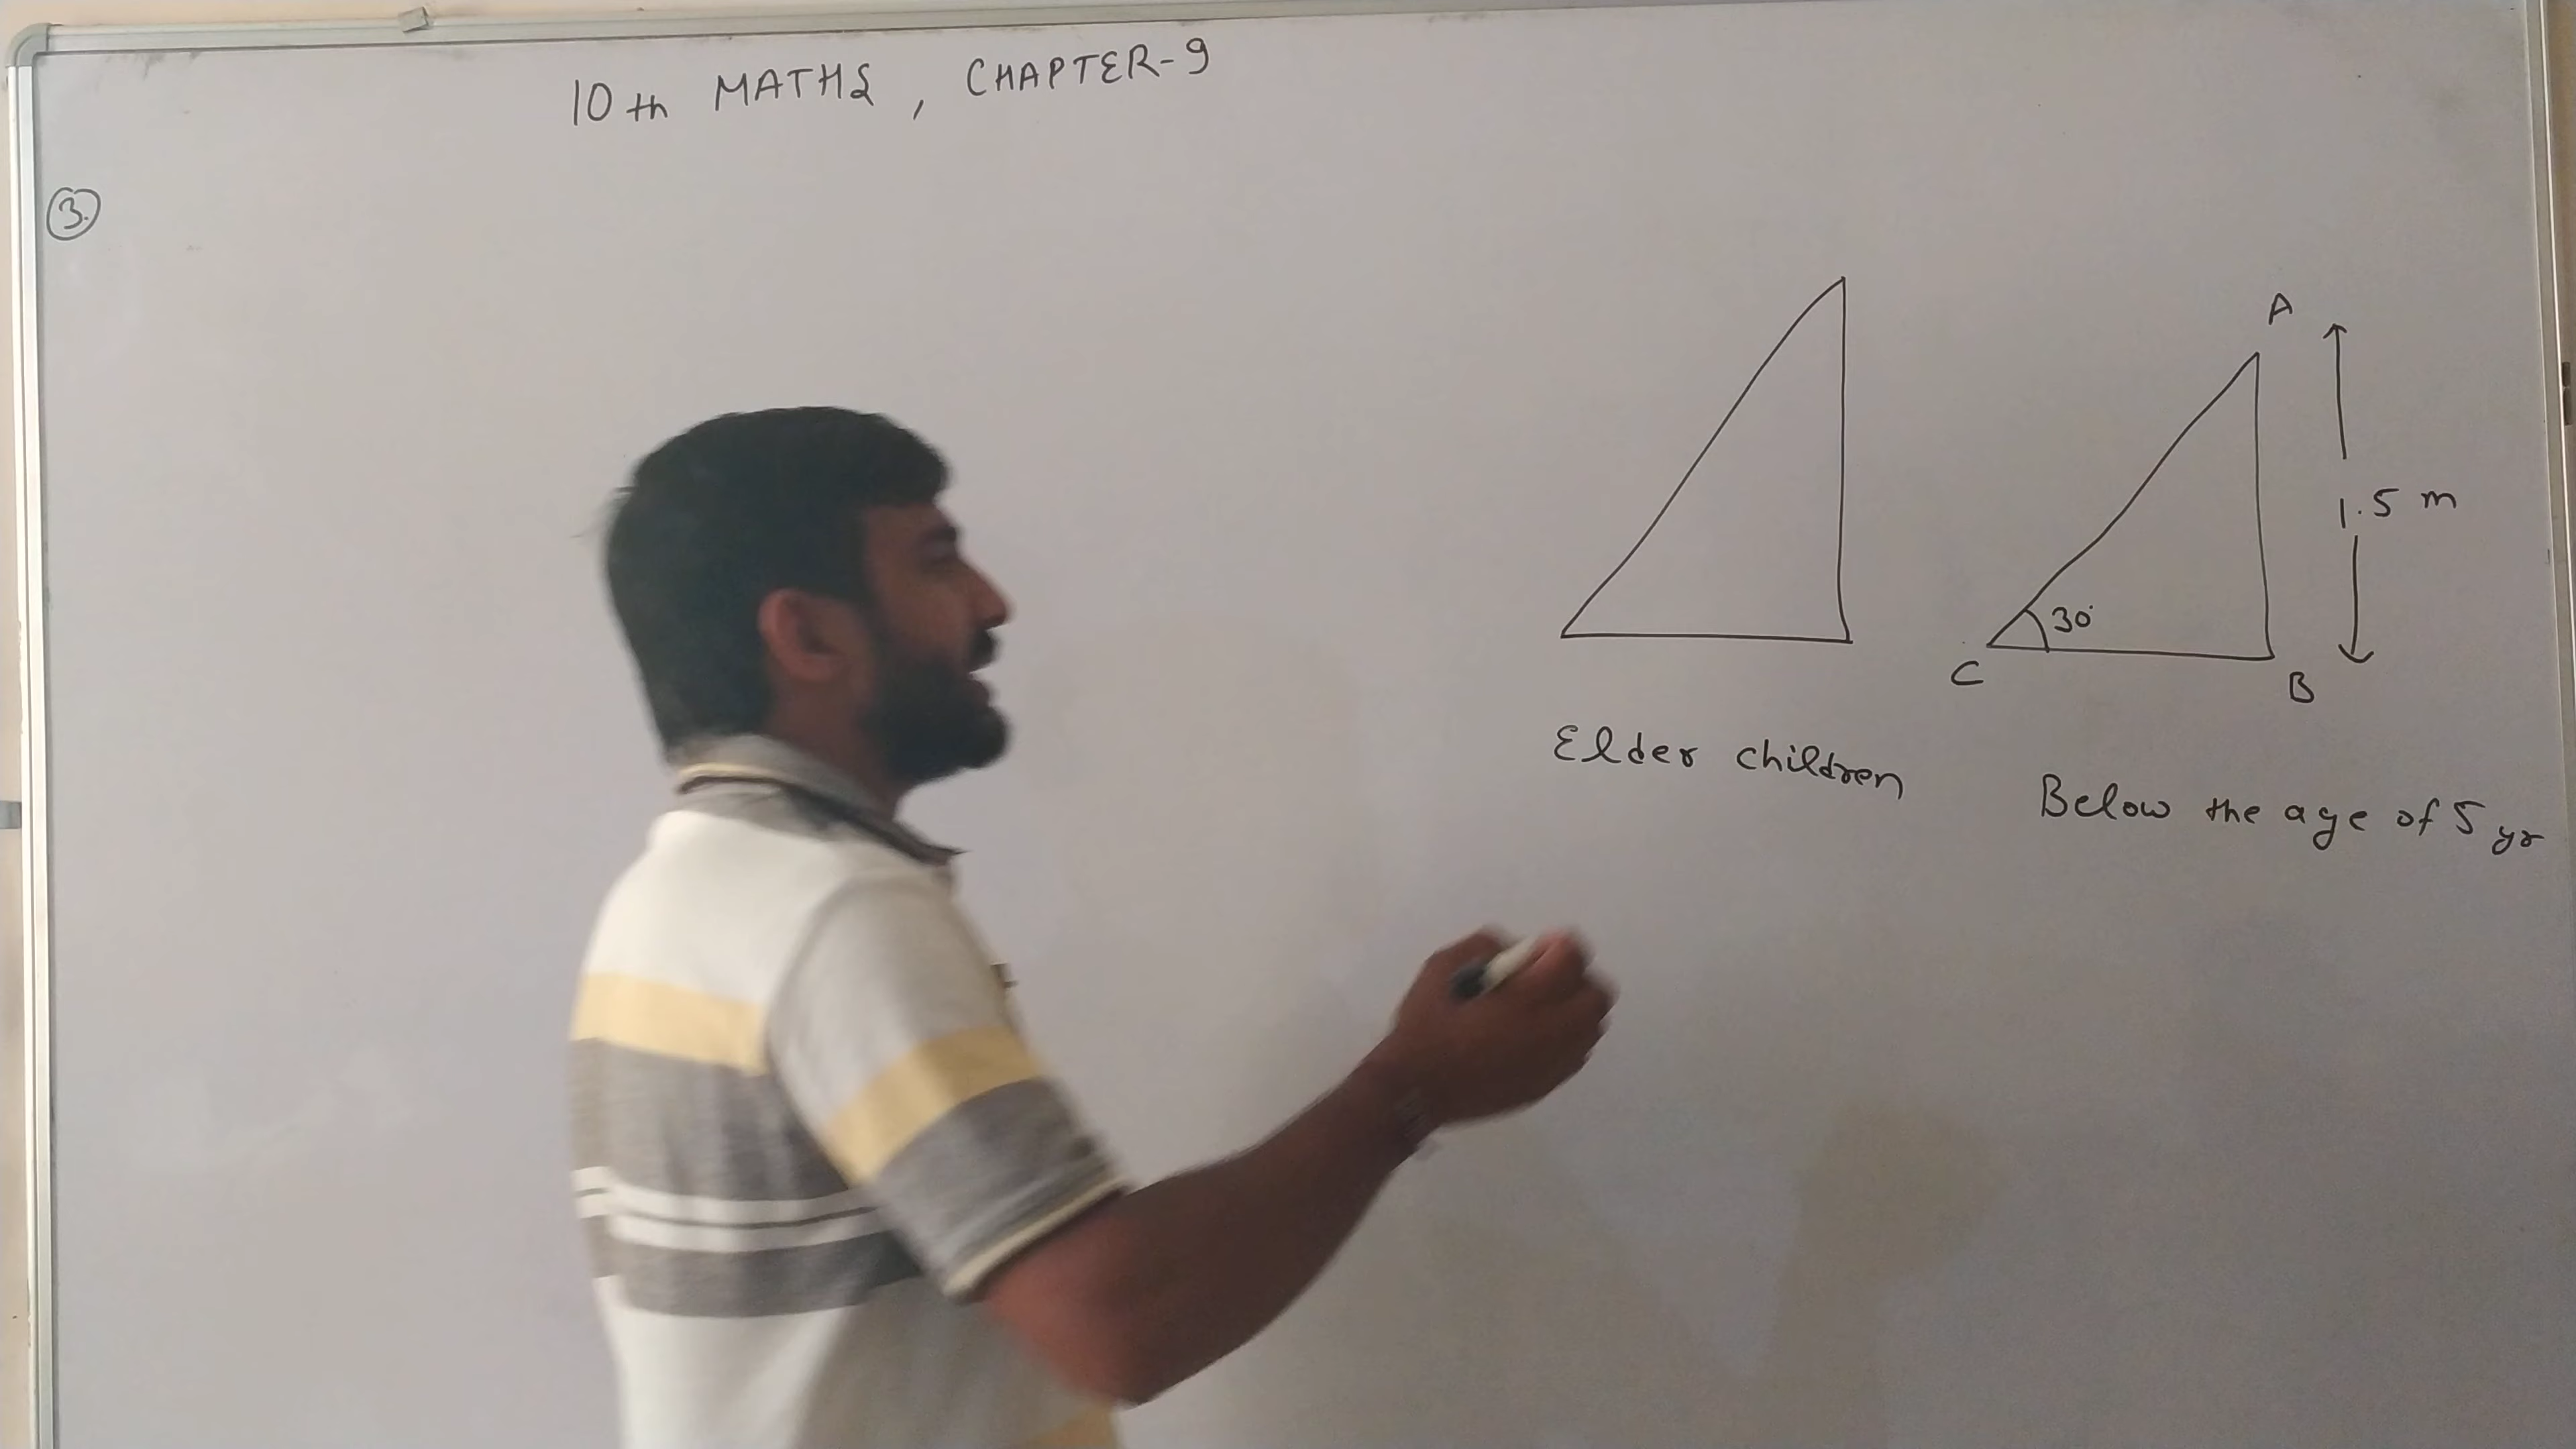 10th MATHS, CHAPTER-9
3.
A
1.5 m
30°
C
B
Elder children
Below the age of 5 yr